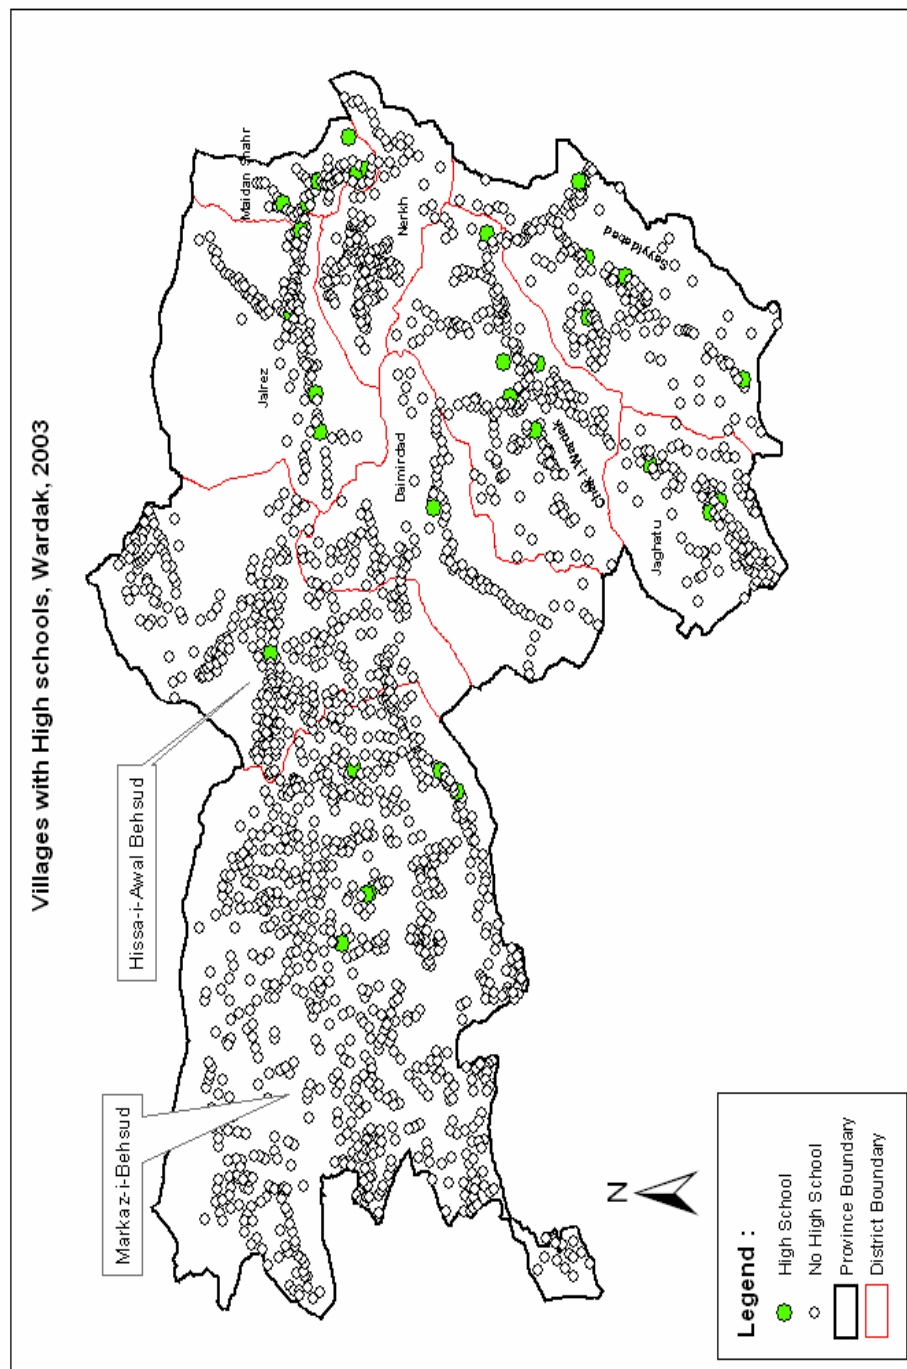 Villages with High schools, Wardak, 2003
Markaz-i-Behsud
Hissa-i-Awal Behsud
Maidan Shahr
Jalrez
Nerkh
Daimirdad
Sayyidabad
Chak-i-Wardak
Jaghatu
N
Legend :
High School
No High School
Province Boundary
District Boundary